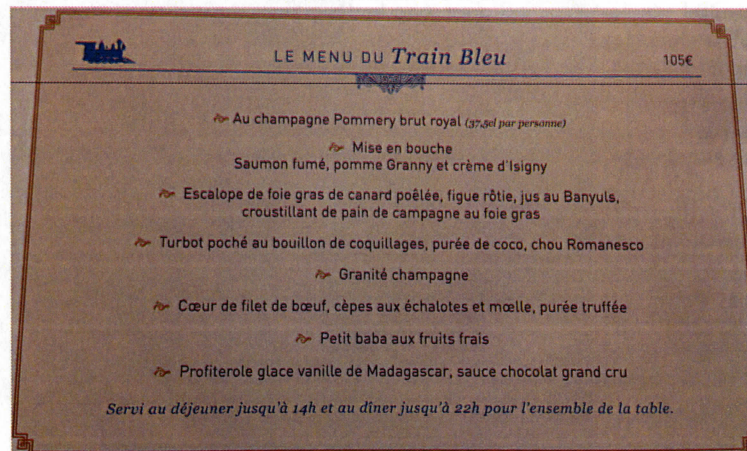 LE MENU DU Train Bleu
105€
Au champagne Pommery brut royal (37,5cl par personne)
Mise en bouche
Saumon fumé, pomme Granny et crème d'Isigny
Escalope de foie gras de canard poêlée, figue rôtie, jus au Banyuls,
croustillant de pain de campagne au foie gras
Turbot poché au bouillon de coquillages, purée de coco, chou Romanesco
Granité champagne
Cœur de filet de bœuf, cèpes aux échalotes et mœlle, purée truffée
Petit baba aux fruits frais
Profiterole glace vanille de Madagascar, sauce chocolat grand cru
Servi au déjeuner jusqu'à 14h et au dîner jusqu'à 22h pour l'ensemble de la table.